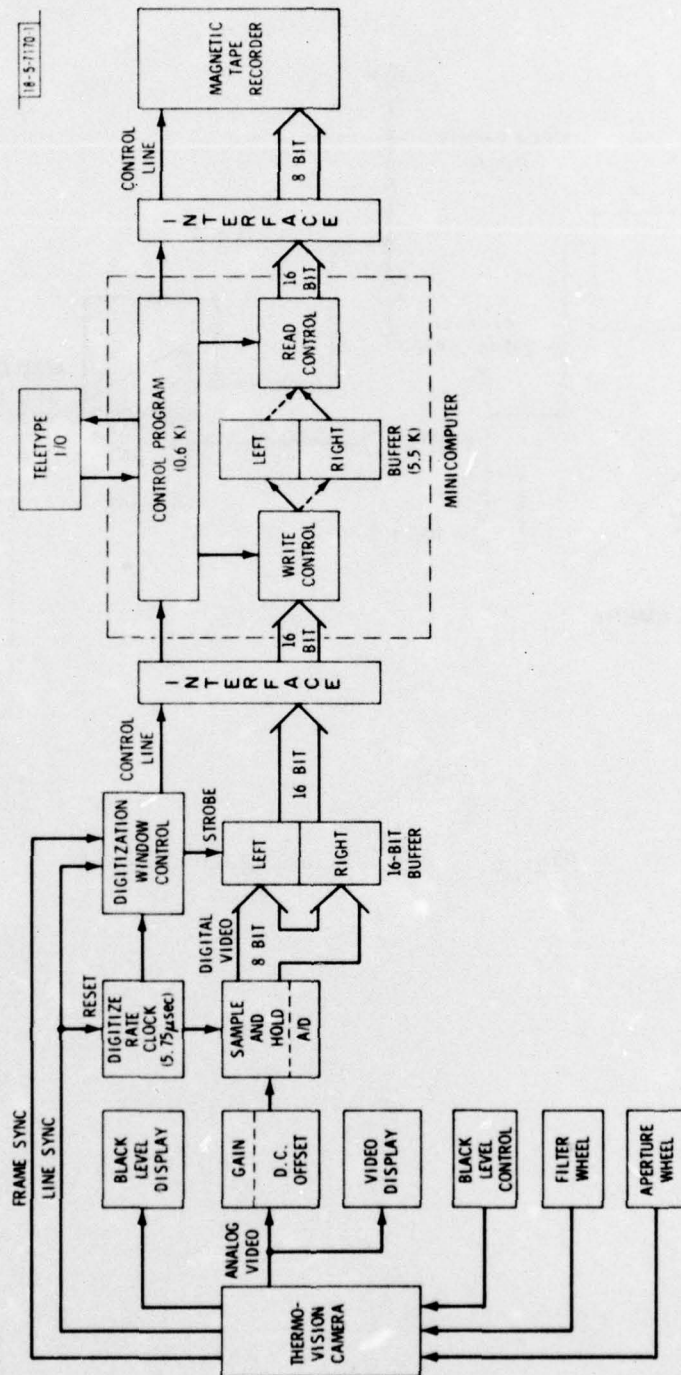 18-5-7170-1
FRAME SYNC
LINE SYNC
RESET
THERMO-
VISION
CAMERA
ANALOG
VIDEO
BLACK
LEVEL
DISPLAY
GAIN
D.C.
OFFSET
VIDEO
DISPLAY
BLACK
LEVEL
CONTROL
FILTER
WHEEL
APERTURE
WHEEL
DIGITIZE
RATE
CLOCK
(5.75µsec)
SAMPLE
AND
HOLD
A/D
DIGITAL
VIDEO
8 BIT
DIGITIZATION
WINDOW
CONTROL
STROBE
LEFT
RIGHT
16-BIT
BUFFER
CONTROL
LINE
16 BIT
INTERFACE
16
BIT
TELETYPE
I/O
CONTROL PROGRAM
(0.6 K)
WRITE
CONTROL
LEFT
RIGHT
BUFFER
(5.5 K)
READ
CONTROL
MINICOMPUTER
16
BIT
INTERFACE
CONTROL
LINE
8 BIT
MAGNETIC
TAPE
RECORDER